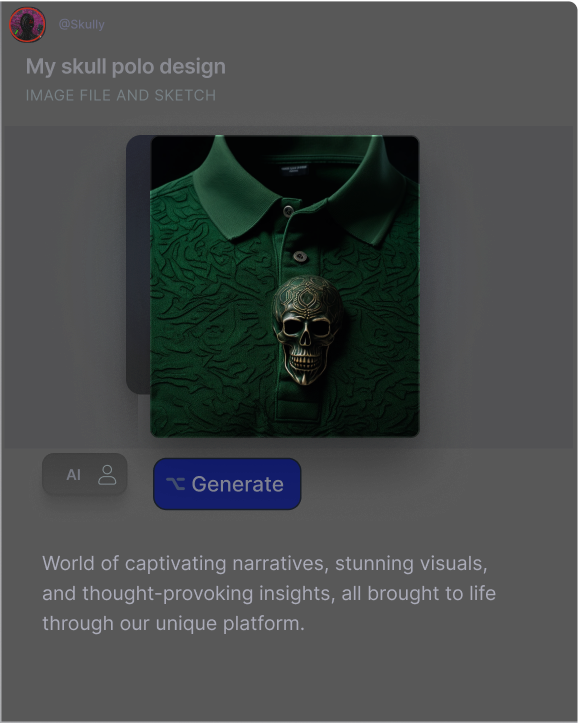 @Skully
My skull polo design
IMAGE FILE AND SKETCH
AI
⌥ Generate
World of captivating narratives, stunning visuals,
and thought-provoking insights, all brought to life
through our unique platform.